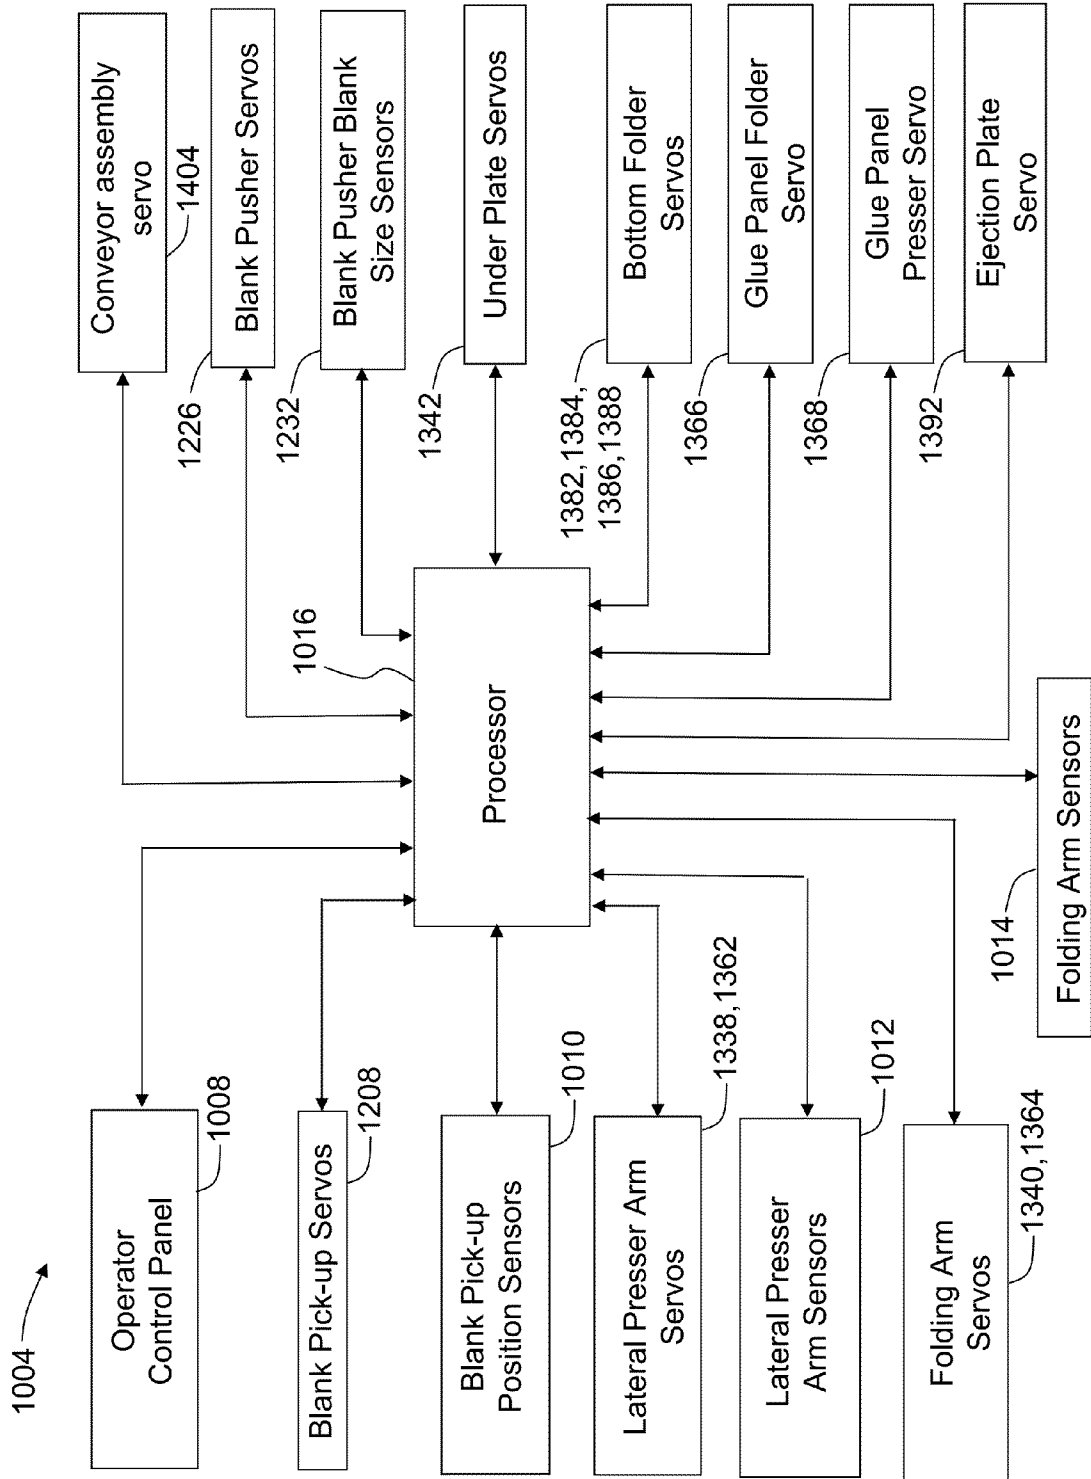 1004
Operator
Control Panel
1008
Blank Pick-up Servos
1208
Blank Pick-up
Position Sensors
1010
Lateral Presser Arm
Servos
1338,1362
Lateral Presser
Arm Sensors
1012
Folding Arm
Servos
1340,1364
Processor
1016
Folding Arm Sensors
1014
Conveyor assembly
servo
1404
Blank Pusher Servos
1226
Blank Pusher Blank
Size Sensors
1232
Under Plate Servos
1342
Bottom Folder
Servos
1382,1384,
1386,1388
Glue Panel Folder
Servo
1366
Glue Panel
Presser Servo
1368
Ejection Plate
Servo
1392